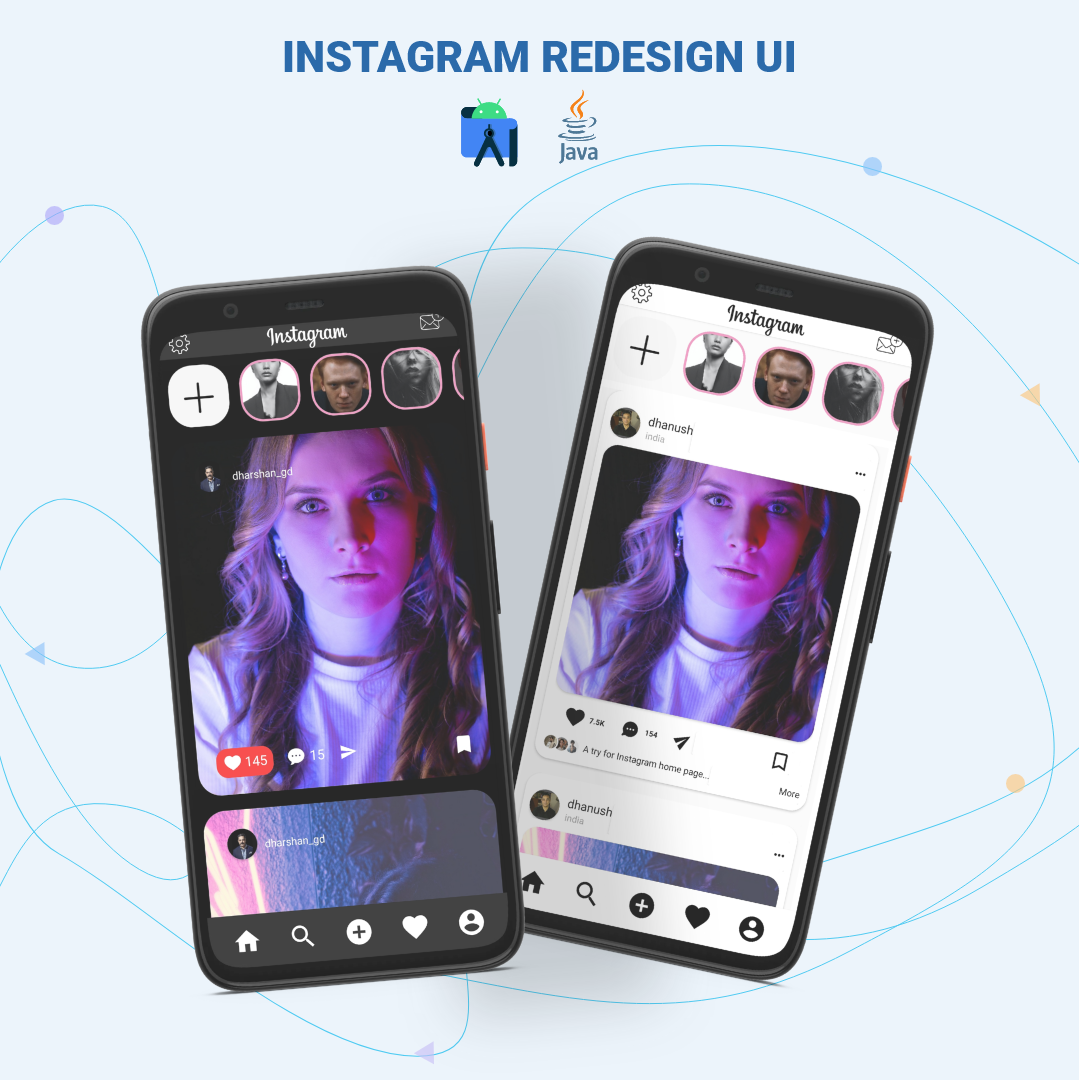 INSTAGRAM REDESIGN UI
Java
Instagram
dharshan_gd
145
15
dharshan_gd
Instagram
dhanush
india
7.5K
154
A try for Instagram home page...
More
dhanush
india